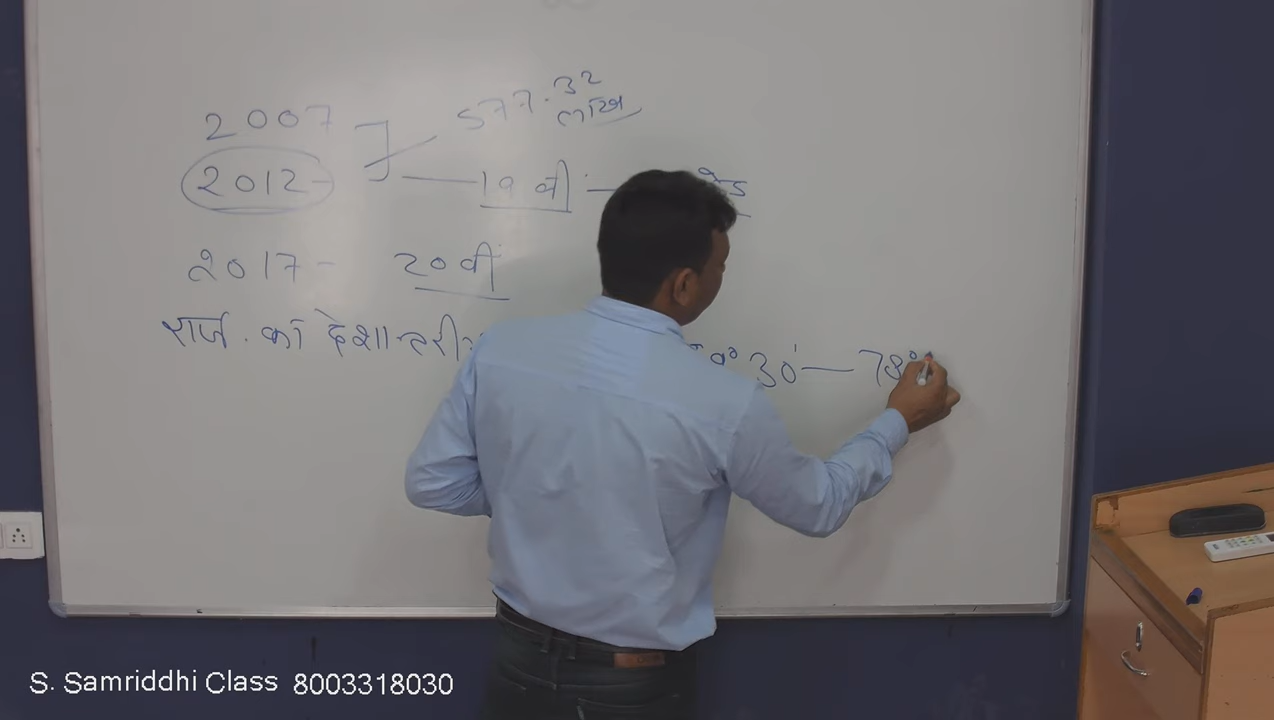 2007 577.32 लाख
2012 - 19 वी
2017 - 20 वी
राज. का देशान्तरीय 30' — 78°
S. Samriddhi Class 8003318030